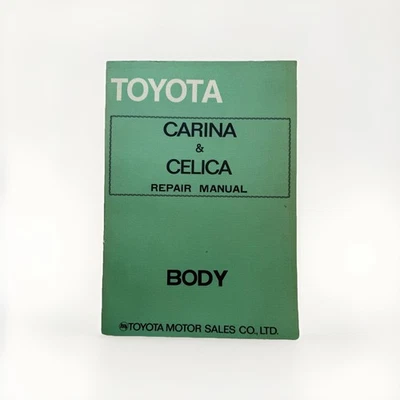 TOYOTA
CARINA
&
CELICA
REPAIR MANUAL
BODY
TOYOTA MOTOR SALES CO., LTD.